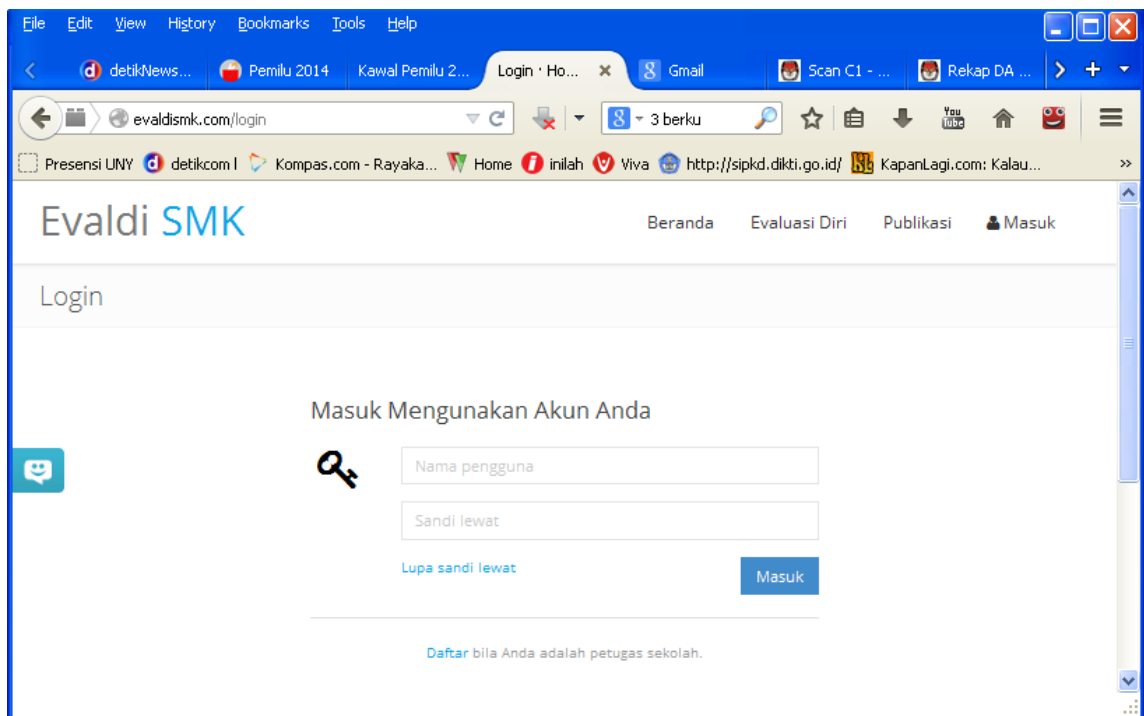 File Edit View History Bookmarks Tools Help
detikNews... Pemilu 2014 Kawal Pemilu 2... Login · Ho... Gmail Scan C1 - ... Rekap DA ...
evaldismk.com/login 8 3 berku You Tube
Presensi UNY detikcom | Kompas.com - Rayaka... Home inilah Viva http://sipkd.dikti.go.id/ KapanLagi.com: Kalau...
Evaldi SMK Beranda Evaluasi Diri Publikasi Masuk
Login
Masuk Mengunakan Akun Anda
Nama pengguna
Sandi lewat
Lupa sandi lewat Masuk
Daftar bila Anda adalah petugas sekolah.